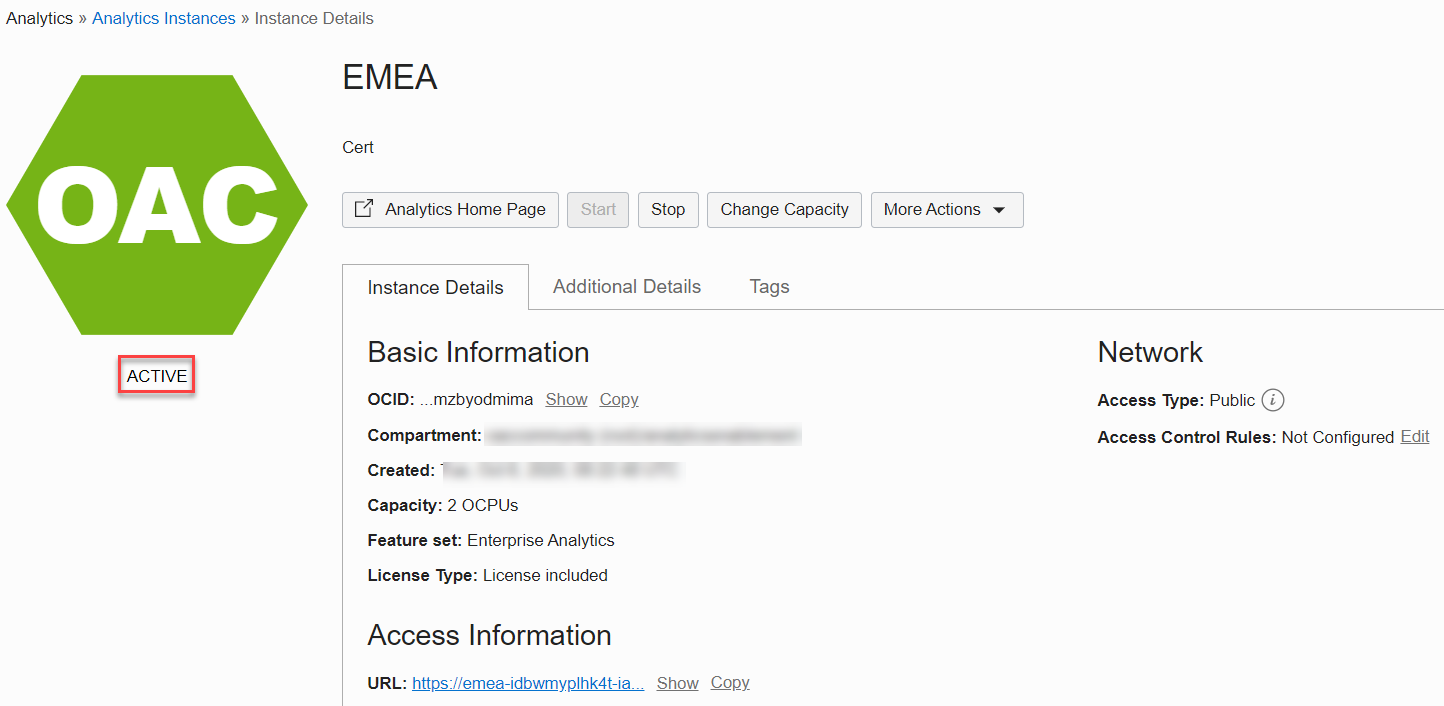 Analytics » Analytics Instances » Instance Details
OAC
ACTIVE
EMEA
Cert
Analytics Home Page Start Stop Change Capacity More Actions
Instance Details Additional Details Tags
Basic Information
OCID: ...mzbyodmima Show Copy
Compartment:
Created:
Capacity: 2 OCPUs
Feature set: Enterprise Analytics
License Type: License included
Access Information
URL: https://emea-idbwmyplhk4t-ia... Show Copy
Network
Access Type: Public i
Access Control Rules: Not Configured Edit